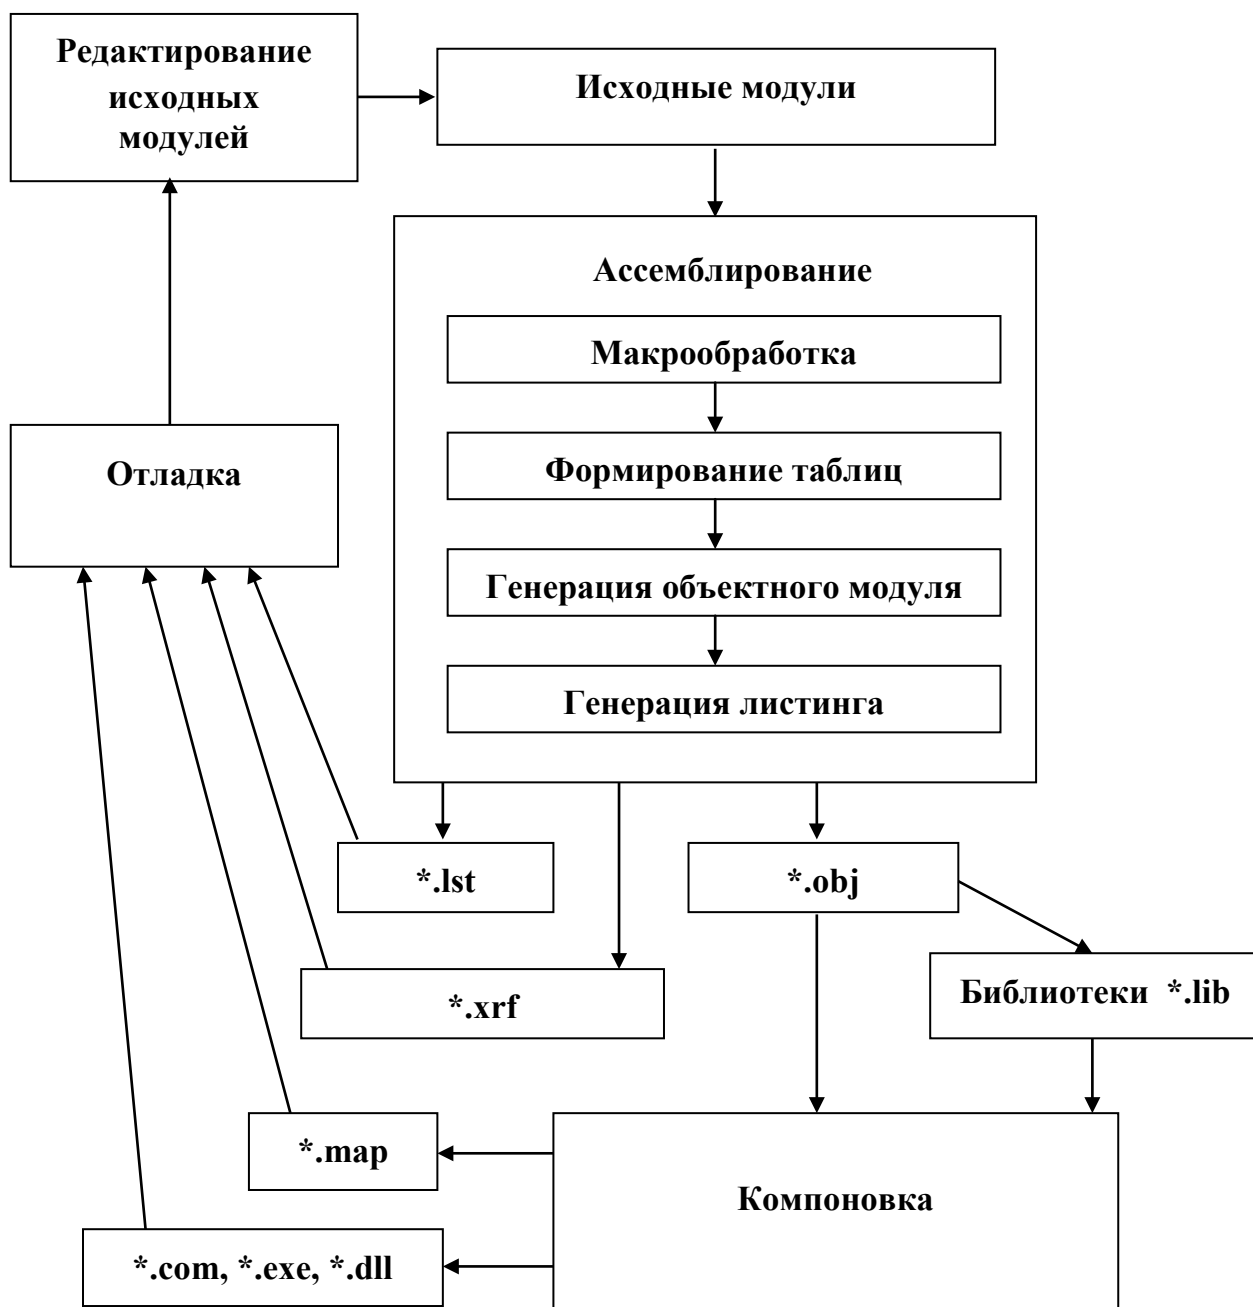 Редактирование
исходных
модулей
Исходные модули
Ассемблирование
Макрообработка
Формирование таблиц
Отладка
Генерация объектного модуля
Генерация листинга
*.lst
*.obj
*.xrf
Библиотеки *.lib
*.map
Компоновка
*.com, *.exe, *.dll